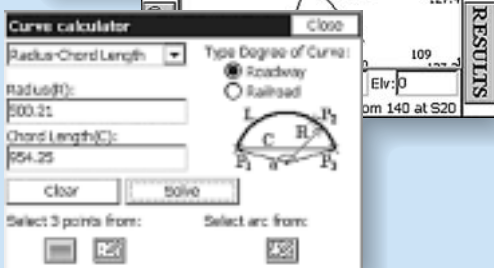 Curve calculator
Close
Radius-Chord Length
Type Degree of Curve:
Roadway
Railroad
Radius(R):
500.21
Chord Length(C):
954.25
L
P2
C
R
P1
a
P3
Clear
Solve
Select 3 points from:
Select arc from:
109
Elv:0
om 140 at S20
RESULTS